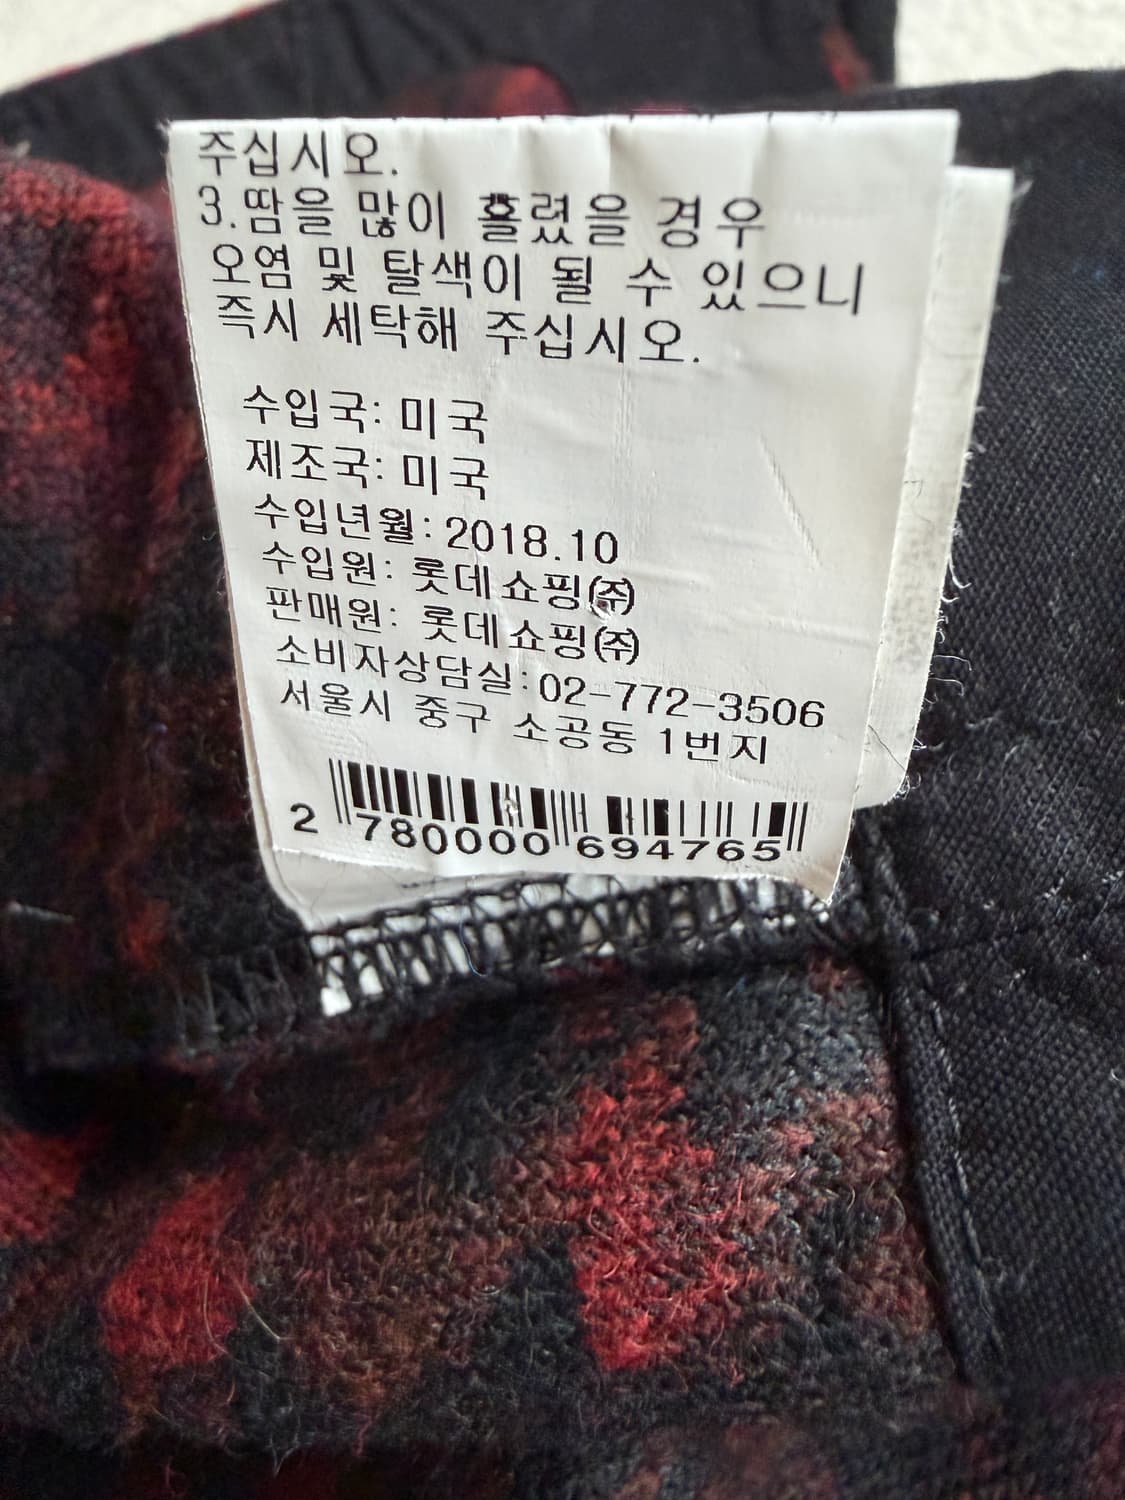 주십시오.
3.땀을 많이 흘렸을 경우
오염 및 탈색이 될 수 있으니
즉시 세탁해 주십시오.
수입국: 미국
제조국: 미국
수입년월: 2018.10
수입원: 롯데쇼핑㈜
판매원: 롯데쇼핑㈜
소비자상담실:02-772-3506
서울시 중구 소공동 1번지
2 780000 694765